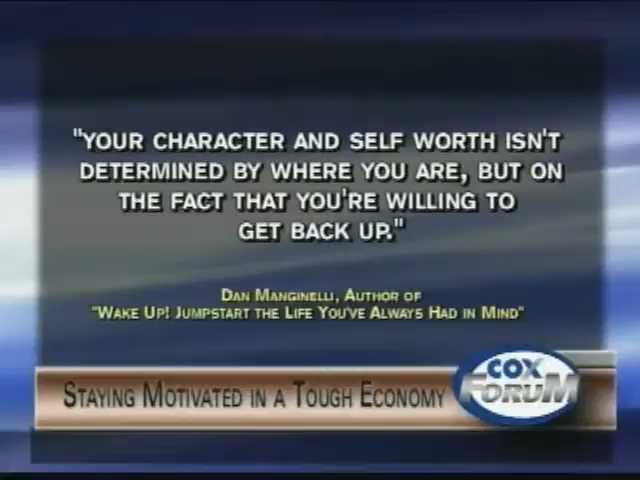 "YOUR CHARACTER AND SELF WORTH ISN'T
DETERMINED BY WHERE YOU ARE, BUT ON
THE FACT THAT YOU'RE WILLING TO
GET BACK UP."
DAN MANGINELLI, AUTHOR OF
"WAKE UP! JUMPSTART THE LIFE YOU'VE ALWAYS HAD IN MIND"
STAYING MOTIVATED IN A TOUGH ECONOMY
COX
FORUM